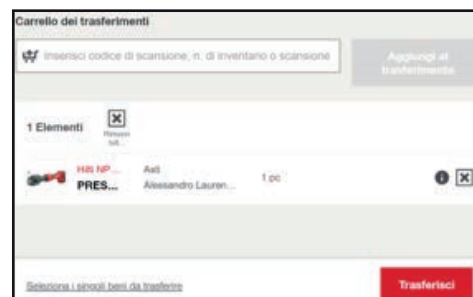 Carrello dei trasferimenti
Inserisci codice di scansione, n. di inventario o scansione
Aggiungi al
trasferimento
1 Elementi
Rimuovi
tutt...
Hilti NP... Asti 1 pc
PRES... Alessandro Lauren...
Seleziona i singoli beni da trasferire
Trasferisci